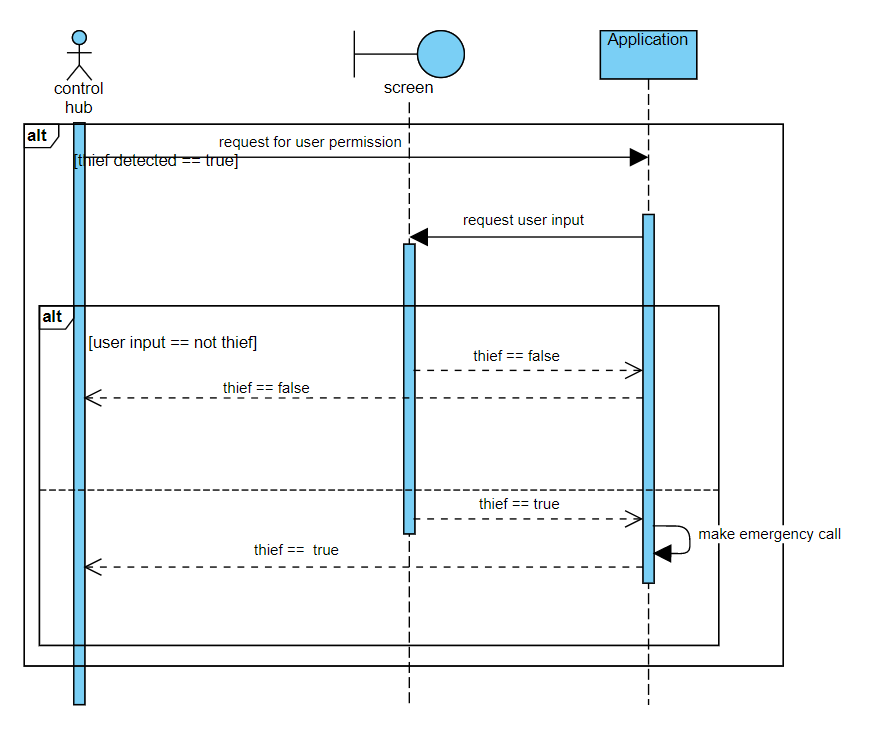 Application
screen
control
hub
alt
request for user permission
[thief detected == true]
request user input
alt
[user input == not thief]
thief == false
thief == false
thief == true
make emergency call
thief ==  true